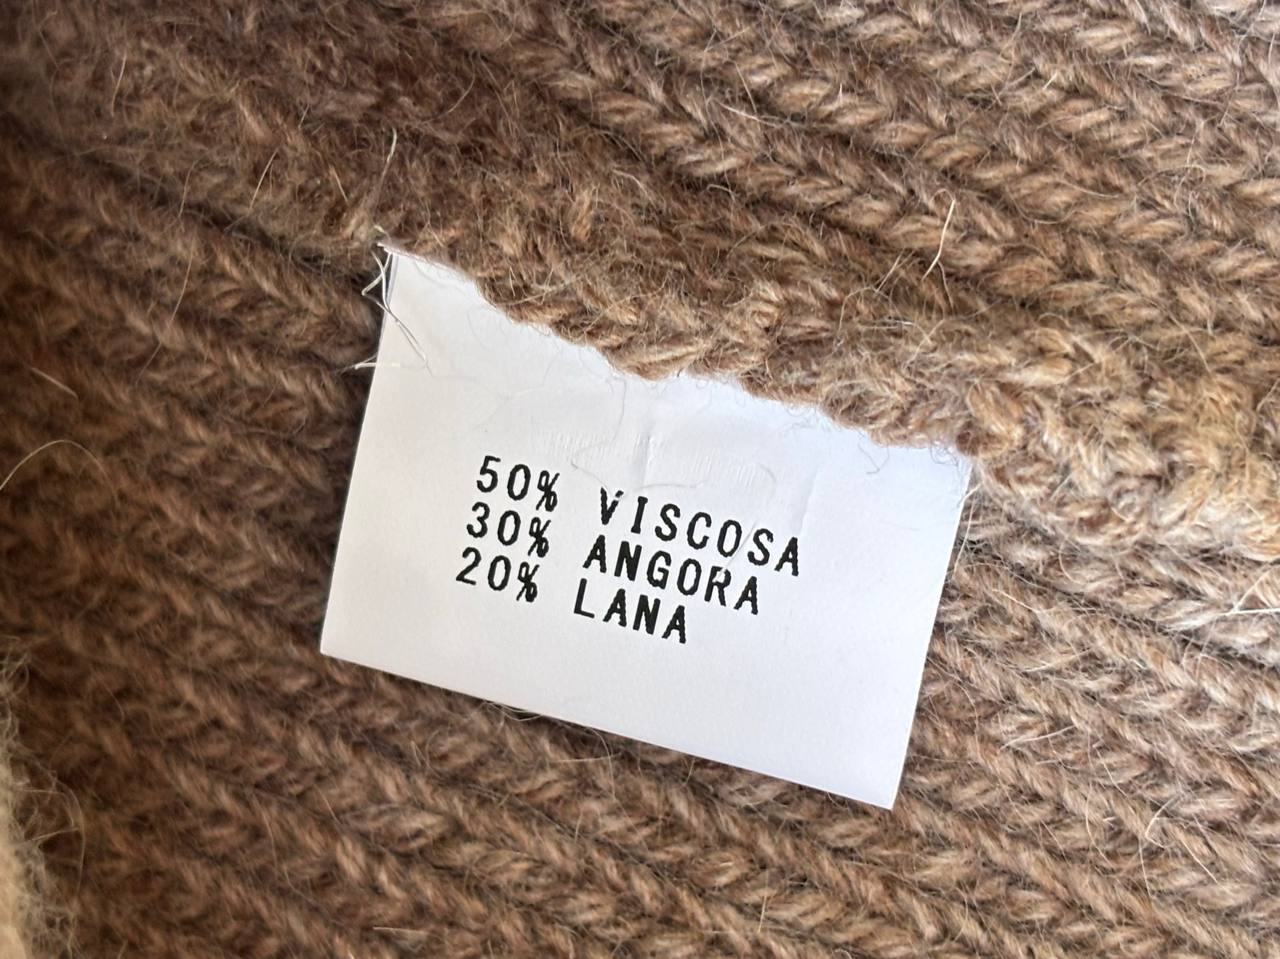 50% VISCOSA
30% ANGORA
20% LANA